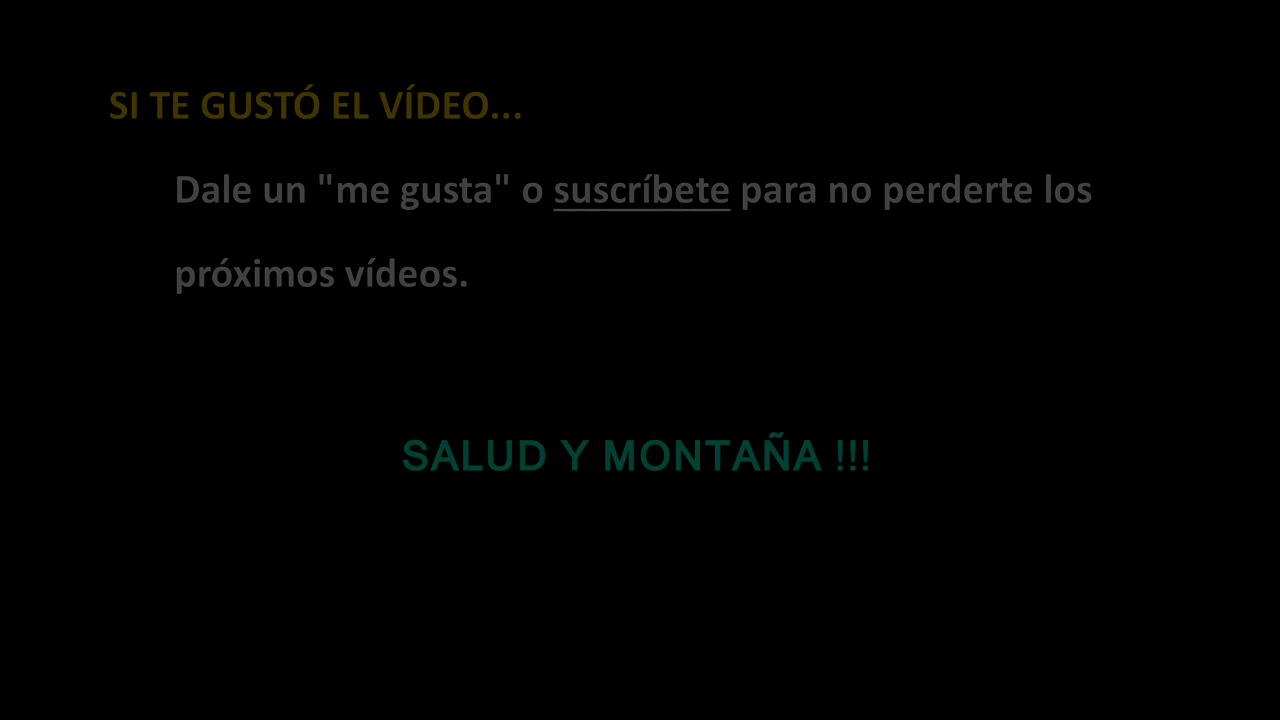 SI TE GUSTÓ EL VÍDEO...
Dale un "me gusta" o suscríbete para no perderte los
próximos vídeos.
SALUD Y MONTAÑA !!!